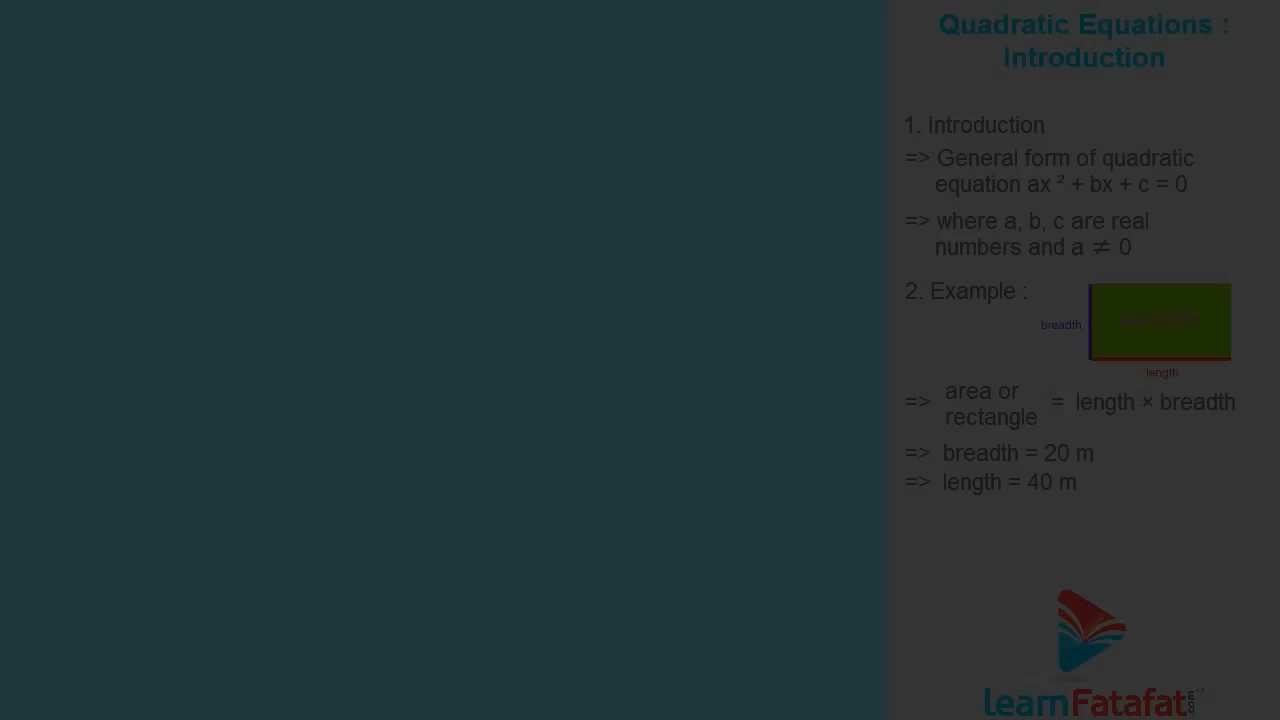 Quadratic Equations :
Introduction
1. Introduction
=> General form of quadratic
equation ax ² + bx + c = 0
=> where a, b, c are real
numbers and a ≠ 0
2. Example :
breadth
length
=> area or
rectangle = length × breadth
=> breadth = 20 m
=> length = 40 m
learnFatafat.com